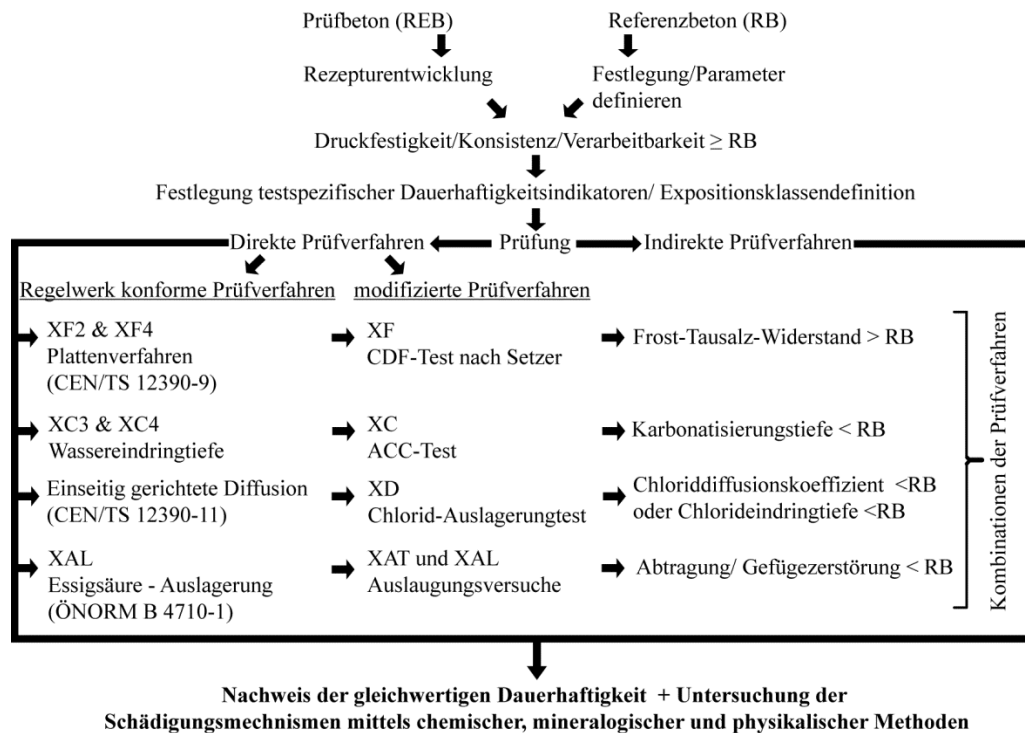 Prüfbeton (REB)
Referenzbeton (RB)
Rezepturentwicklung
Festlegung/Parameter
definieren
Druckfestigkeit/Konsistenz/Verarbeitbarkeit ≥ RB
Festlegung testspezifischer Dauerhaftigkeitsindikatoren/ Expositionsklassendefinition
Direkte Prüfverfahren
Prüfung
Indirekte Prüfverfahren
Regelwerk konforme Prüfverfahren
modifizierte Prüfverfahren
XF2 & XF4
Plattenverfahren
(CEN/TS 12390-9)
XF
CDF-Test nach Setzer
Frost-Tausalz-Widerstand > RB
XC3 & XC4
Wassereindringtiefe
XC
ACC-Test
Karbonatisierungstiefe < RB
Einseitig gerichtete Diffusion
(CEN/TS 12390-11)
XD
Chlorid-Auslagerungtest
Chloriddiffusionskoeffizient <RB
oder Chlorideindringtiefe <RB
XAL
Essigsäure - Auslagerung
(ÖNORM B 4710-1)
XAT und XAL
Auslaugungsversuche
Abtragung/ Gefügezerstörung < RB
Kombinationen der Prüfverfahren
Nachweis der gleichwertigen Dauerhaftigkeit + Untersuchung der
Schädigungsmechnismen mittels chemischer, mineralogischer und physikalischer Methoden